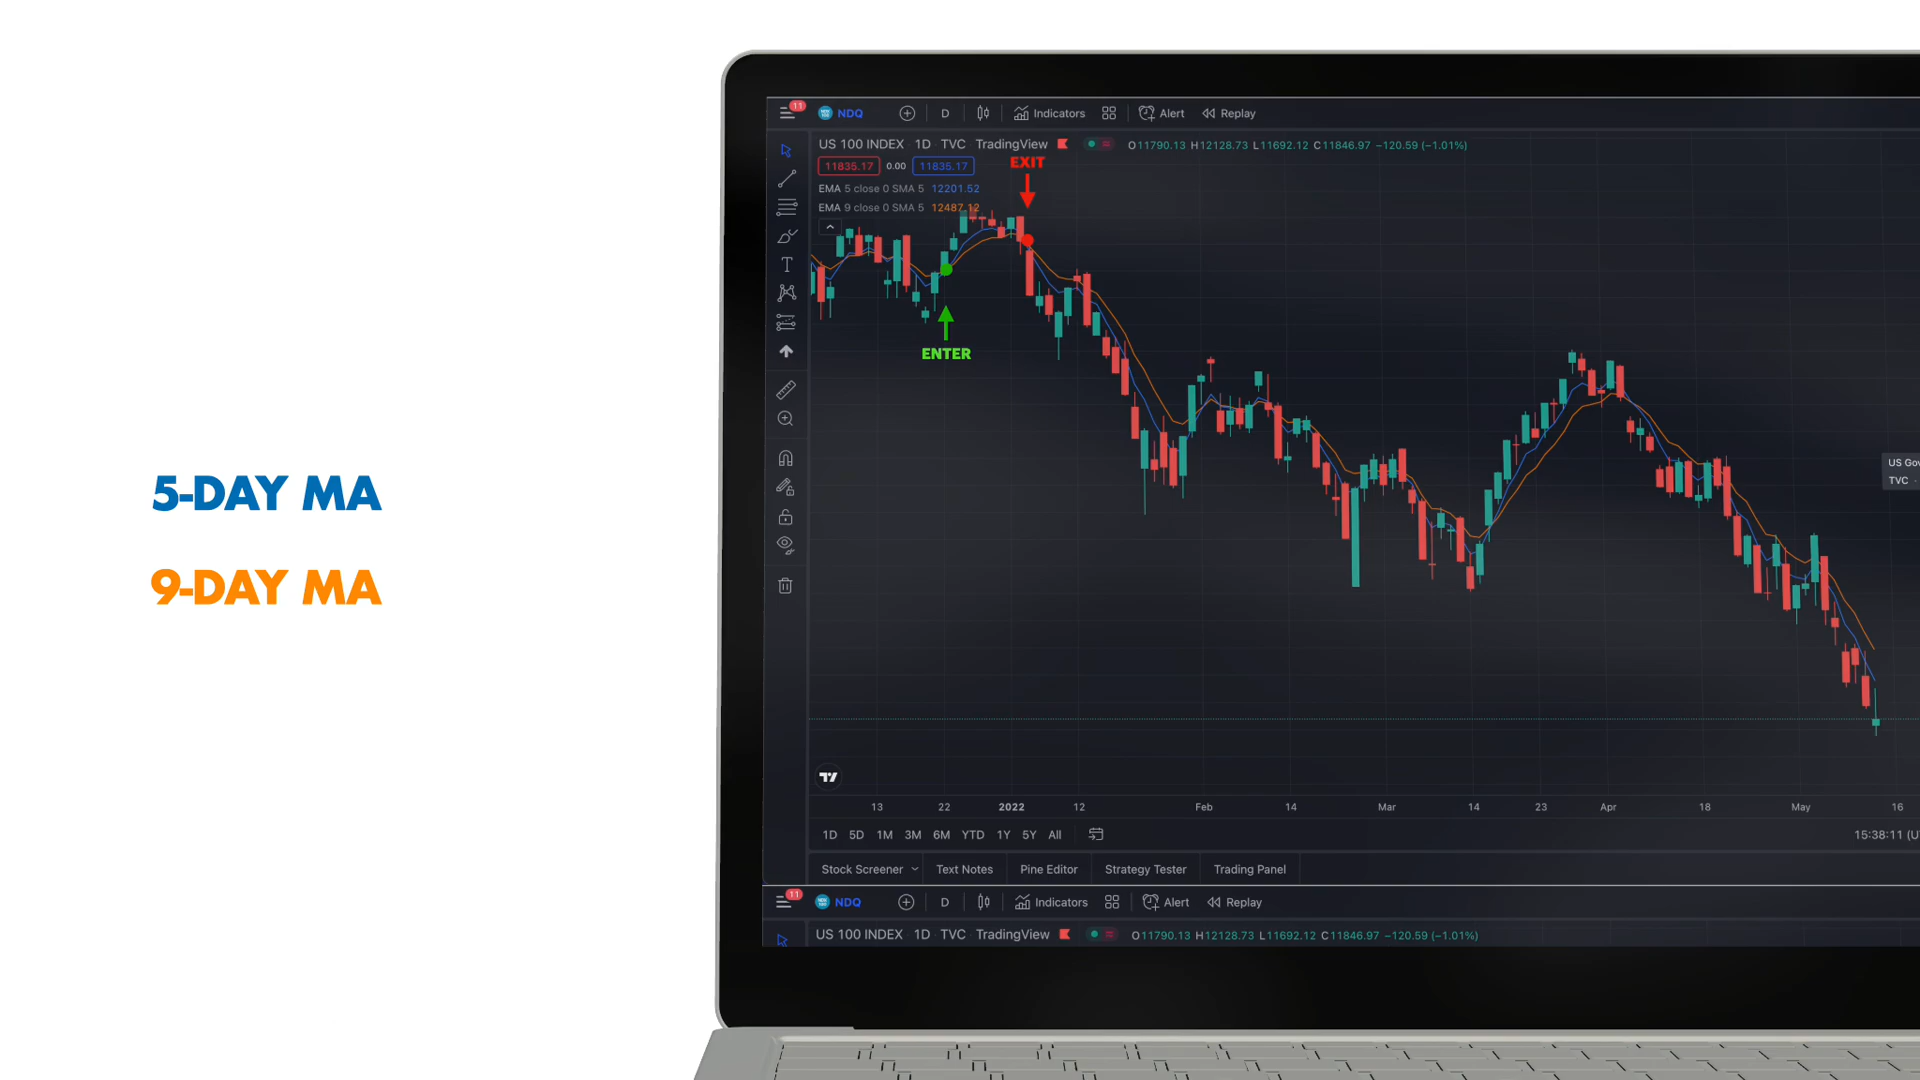 5-DAY MA
9-DAY MA
11
NDQ
D
Indicators
Alert
Replay
US 100 INDEX 1D TVC TradingView
O11790.13 H12128.73 L11692.12 C11846.97 −120.59 (−1.01%)
11835.17 0.00 11835.17
EMA 5 close 0 SMA 5 12201.52
EMA 9 close 0 SMA 5 12487.12
EXIT
ENTER
US Gov
TVC
13 22 2022 12 Feb 14 Mar 14 23 Apr 18 May 16
1D 5D 1M 3M 6M YTD 1Y 5Y All
15:38:11 (U
Stock Screener Text Notes Pine Editor Strategy Tester Trading Panel
11
NDQ
D
Indicators
Alert
Replay
US 100 INDEX 1D TVC TradingView
O11790.13 H12128.73 L11692.12 C11846.97 −120.59 (−1.01%)